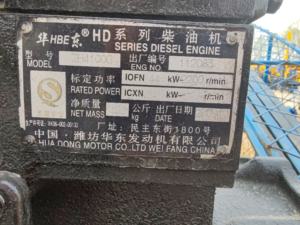 华HBE东 HD系列柴油机
SERIES DIESEL ENGINE
型号 出厂编号
MODEL ENG NO
标定功率 IOFN kW- r/min
RATED POWER ICXN kW- r/min
净质量 公斤 出厂日期
NET MASS kg DATE
厂址:民主东街1800号
中国·潍坊华东发动机有限公司
HUA DONG MOTOR CO.,LTD WEI FANG CHINA